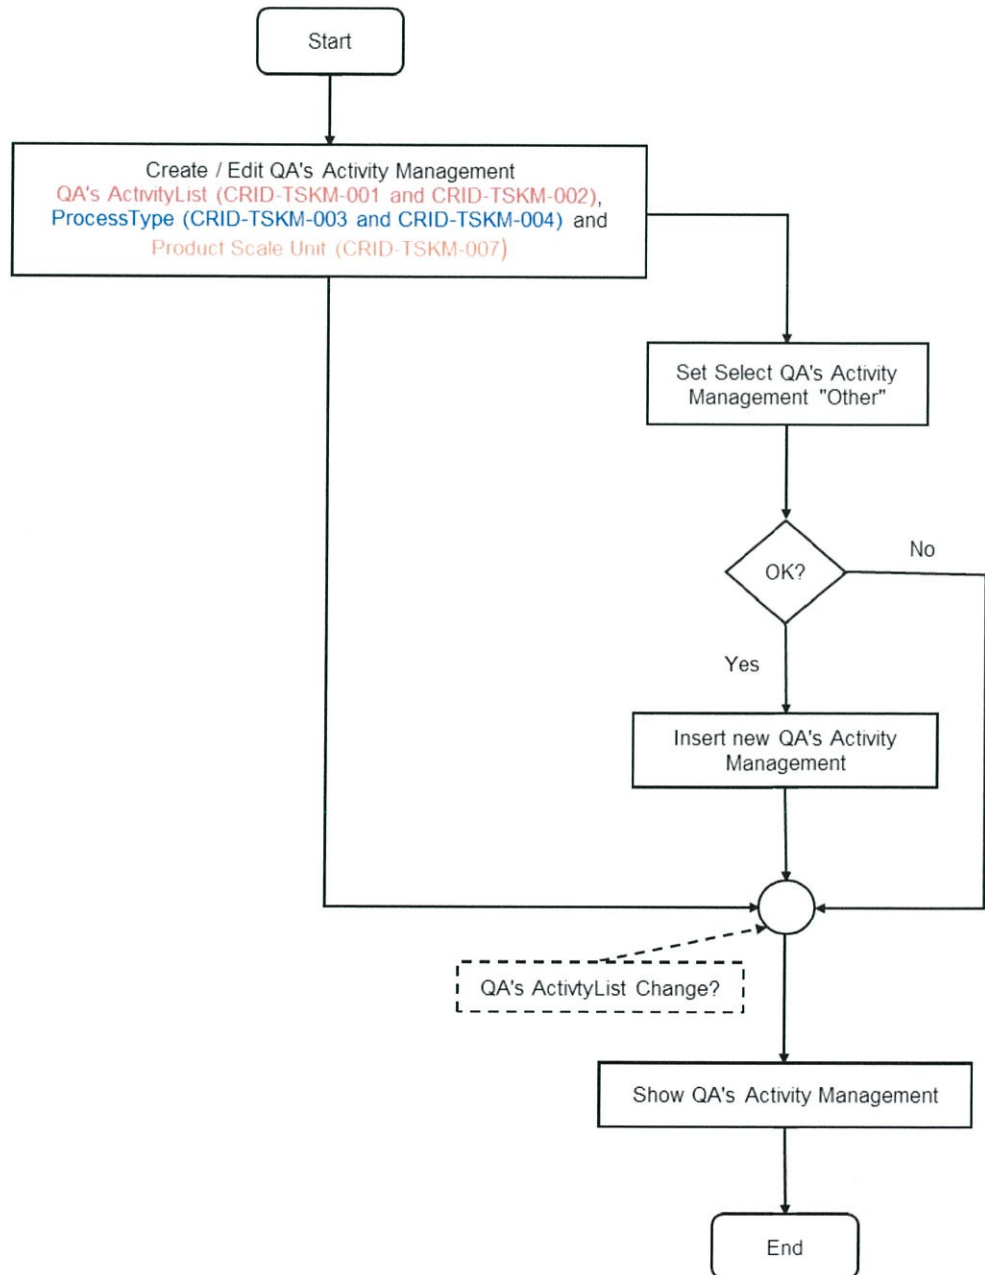 Start
Create / Edit QA's Activity Management
QA's ActivityList (CRID-TSKM-001 and CRID-TSKM-002),
ProcessType (CRID-TSKM-003 and CRID-TSKM-004) and
Product Scale Unit (CRID-TSKM-007)
Set Select QA's Activity
Management "Other"
OK?
No
Yes
Insert new QA's Activity
Management
QA's ActivtyList Change?
Show QA's Activity Management
End